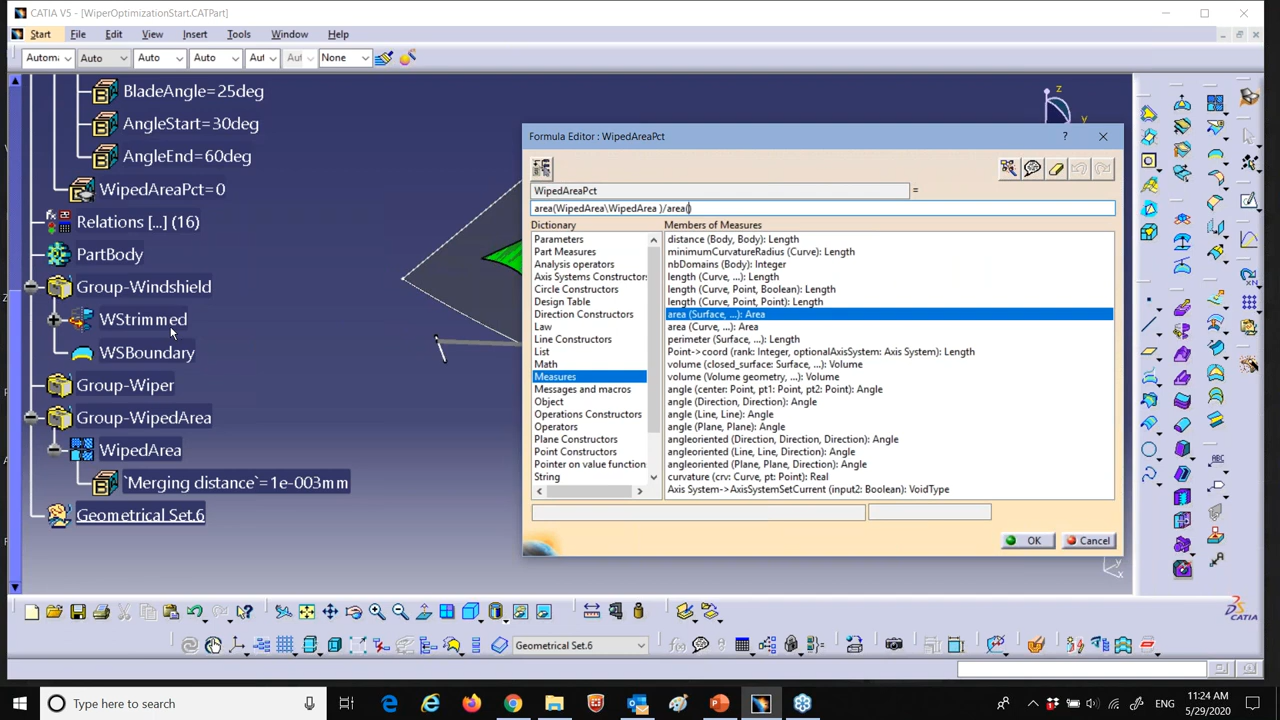 CATIA V5 - [WiperOptimizationStart.CATPart]
Start File Edit View Insert Tools Window Help
Automa Auto Auto Auto Aut Aut None
BladeAngle=25deg
AngleStart=30deg
AngleEnd=60deg
WipedAreaPct=0
Relations [...] (16)
PartBody
Group-Windshield
WStrimmed
WSBoundary
Group-Wiper
Group-WipedArea
WipedArea
`Merging distance`=1e-003mm
Geometrical Set.6
z
y
Formula Editor : WipedAreaPct
?
WipedAreaPct =
area(WipedArea\WipedArea )/area()
Dictionary Members of Measures
Parameters
Part Measures
Analysis operators
Axis Systems Constructors
Circle Constructors
Design Table
Direction Constructors
Law
Line Constructors
List
Math
Measures
Messages and macros
Object
Operations Constructors
Operators
Plane Constructors
Point Constructors
Pointer on value function
String
distance (Body, Body): Length
minimumCurvatureRadius (Curve): Length
nbDomains (Body): Integer
length (Curve, ...): Length
length (Curve, Point, Boolean): Length
length (Curve, Point, Point): Length
area (Surface, ...): Area
area (Curve, ...): Area
perimeter (Surface, ...): Length
Point->coord (rank: Integer, optionalAxisSystem: Axis System): Length
volume (closed_surface: Surface, ...): Volume
volume (Volume geometry, ...): Volume
angle (center: Point, pt1: Point, pt2: Point): Angle
angle (Direction, Direction): Angle
angle (Line, Line): Angle
angle (Plane, Plane): Angle
angleoriented (Direction, Direction, Direction): Angle
angleoriented (Line, Line, Direction): Angle
angleoriented (Plane, Plane, Direction): Angle
curvature (crv: Curve, pt: Point): Real
Axis System->AxisSystemSetCurrent (input2: Boolean): VoidType
OK Cancel
z
y
x
Geometrical Set.6
CATIA
Type here to search
ENG
11:24 AM
5/29/2020